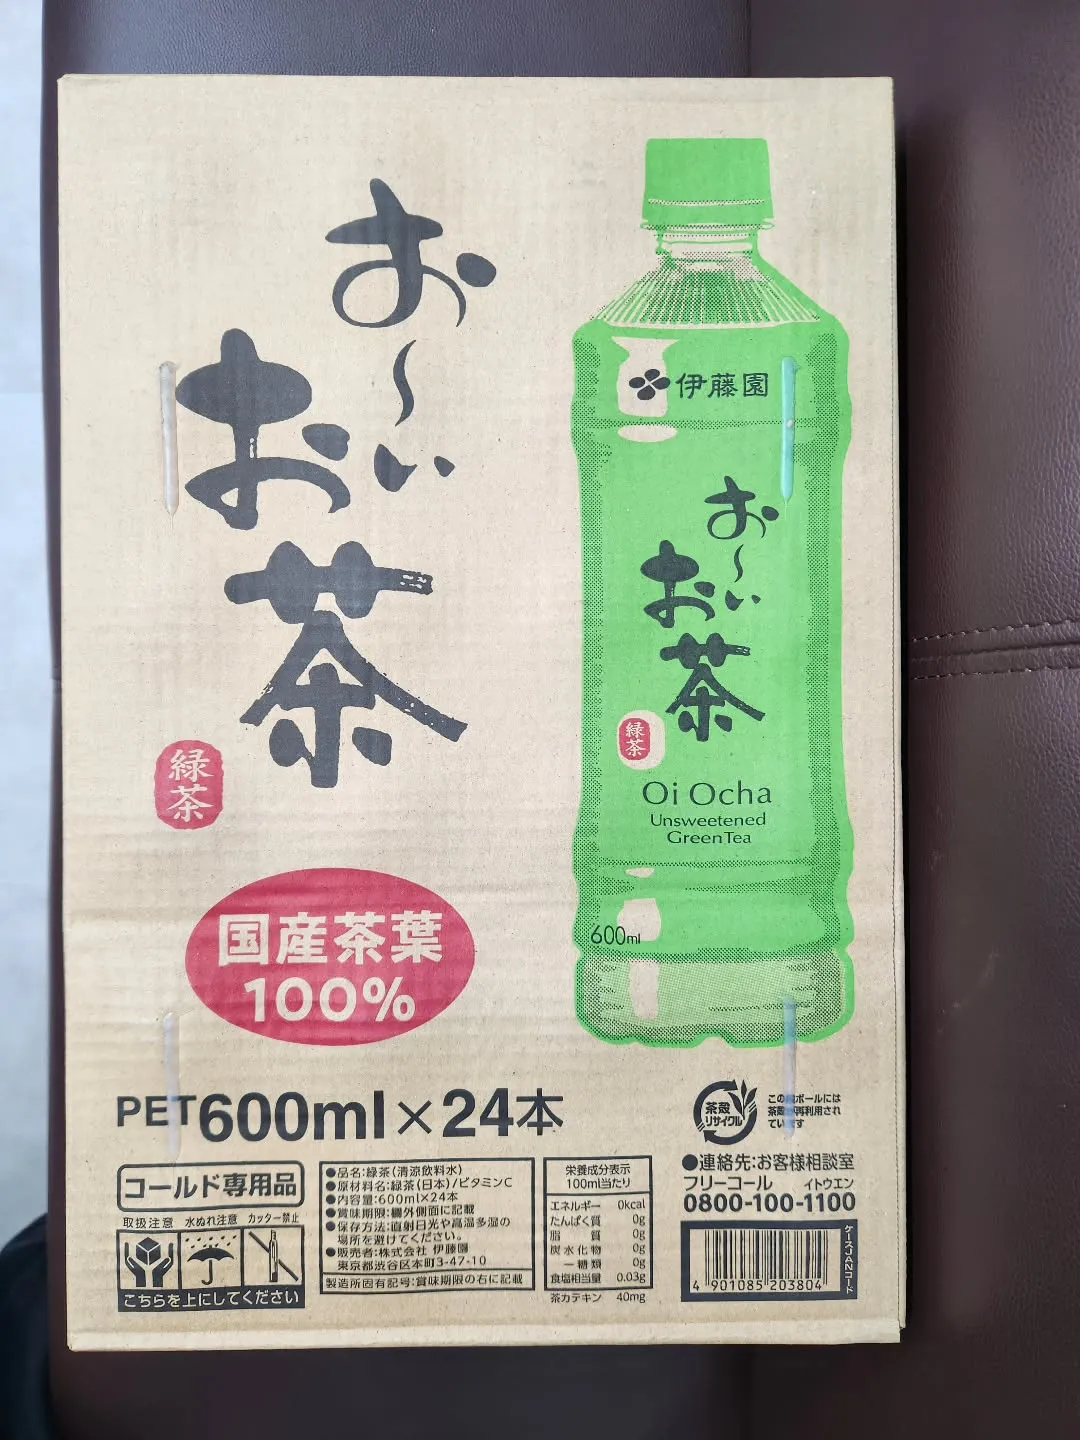 お～い
お茶
緑茶
国産茶葉
100%
伊藤園
お～い
お茶
緑茶
Oi Ocha
Unsweetened
GreenTea
600ml
PET600ml×24本
コールド専用品
取扱注意 水ぬれ注意 カッター禁止
こちらを上にしてください
●品名:緑茶(清涼飲料水)
●原材料名:緑茶(日本)/ビタミンC
●内容量:600ml×24本
●賞味期限:欄外側面に記載
●保存方法:直射日光や高温多湿の
場所を避けてください。
●販売者:株式会社 伊藤園
東京都渋谷区本町3-47-10
製造所固有記号:賞味期限の右に記載
栄養成分表示
100ml当たり
エネルギー 0kcal
たんぱく質 0g
脂質 0g
炭水化物 0g
ー糖類 0g
食塩相当量 0.03g
茶カテキン 40mg
茶殻
リサイクル
この ボールには
茶殻 再利用され
ています
●連絡先:お客様相談室
フリーコール イトウエン
0800-100-1100
ケースJANコード
4 901085 203804